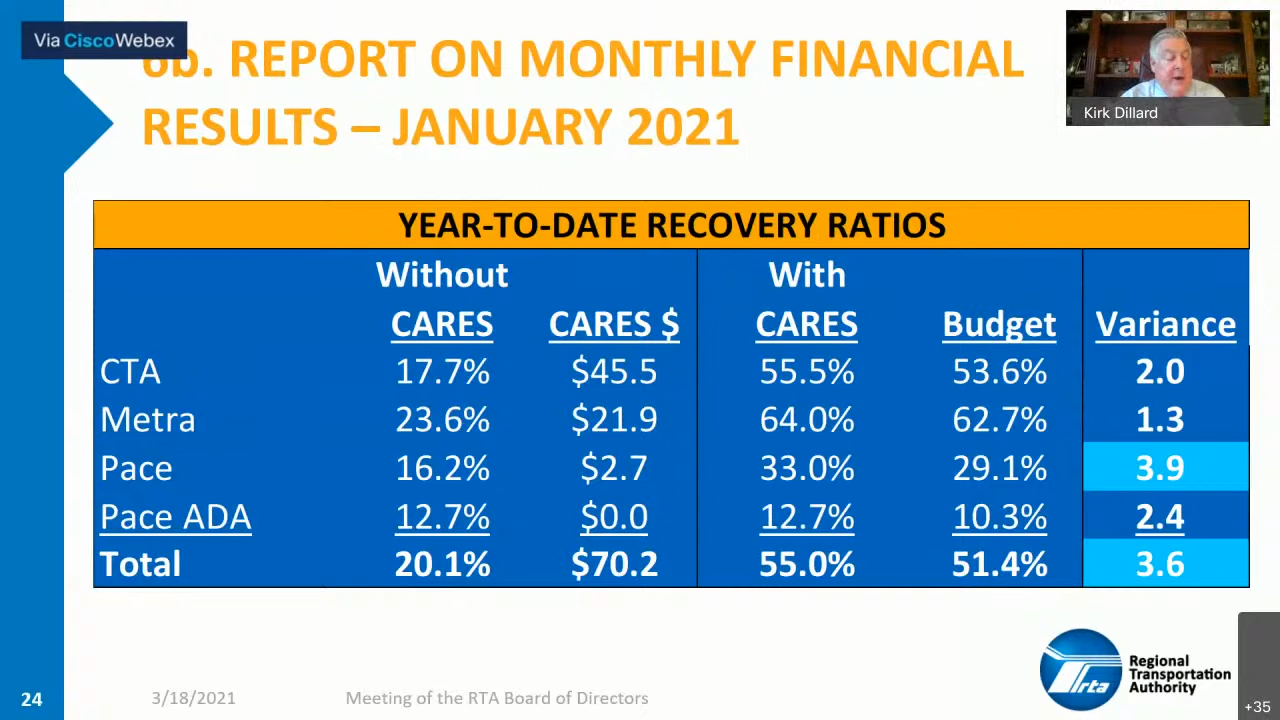 Via CiscoWebex
6b. REPORT ON MONTHLY FINANCIAL
RESULTS – JANUARY 2021
Kirk Dillard
YEAR-TO-DATE RECOVERY RATIOS
Without With
CARES CARES $ CARES Budget Variance
CTA 17.7% $45.5 55.5% 53.6% 2.0
Metra 23.6% $21.9 64.0% 62.7% 1.3
Pace 16.2% $2.7 33.0% 29.1% 3.9
Pace ADA 12.7% $0.0 12.7% 10.3% 2.4
Total 20.1% $70.2 55.0% 51.4% 3.6
rta
Regional
Transportation
Authority
24 3/18/2021 Meeting of the RTA Board of Directors
+35